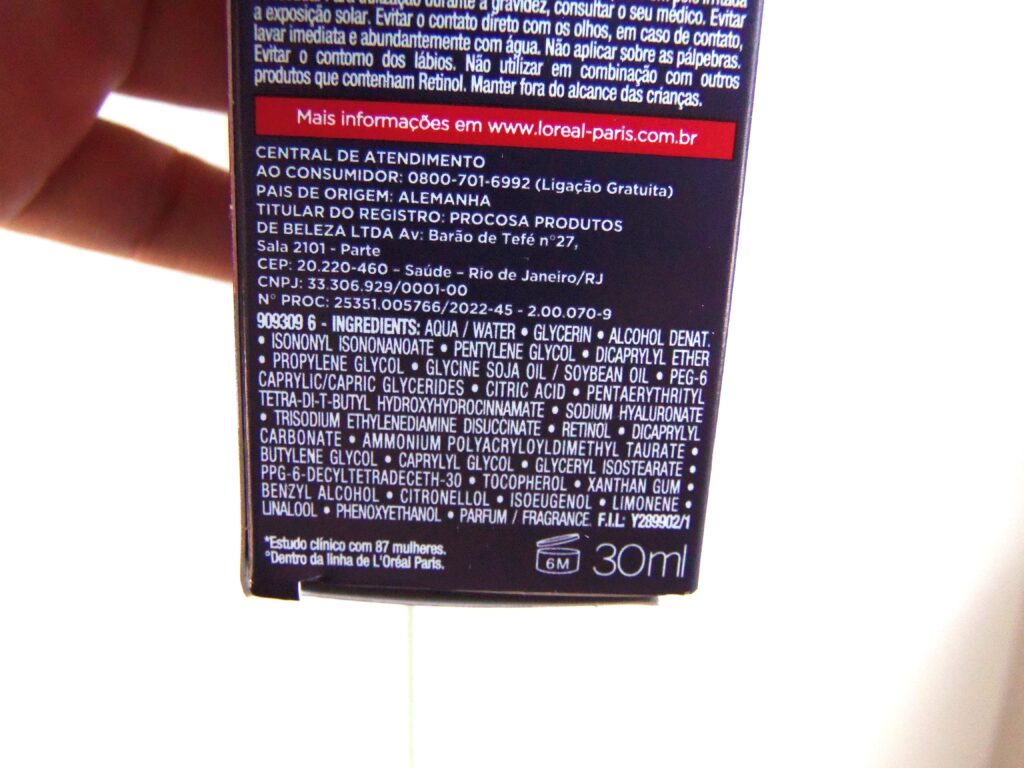 utilização durante a gravidez, consultar o seu médico. Evitar
a exposição solar. Evitar o contato direto com os olhos, em caso de contato,
lavar imediata e abundantemente com água. Não aplicar sobre as pálpebras.
Evitar o contorno dos lábios. Não utilizar em combinação com outros
produtos que contenham Retinol. Manter fora do alcance das crianças.
Mais informações em www.loreal-paris.com.br
CENTRAL DE ATENDIMENTO
AO CONSUMIDOR: 0800-701-6992 (Ligação Gratuita)
PAIS DE ORIGEM: ALEMANHA
TITULAR DO REGISTRO: PROCOSA PRODUTOS
DE BELEZA LTDA Av: Barão de Tefé n°27,
Sala 2101 - Parte
CEP: 20.220-460 - Saúde - Rio de Janeiro/RJ
CNPJ: 33.306.929/0001-00
N° PROC: 25351.005766/2022-45 - 2.00.070-9
909309 6 - INGREDIENTS: AQUA / WATER • GLYCERIN • ALCOHOL DENAT.
• ISONONYL ISONONANOATE • PENTYLENE GLYCOL • DICAPRYLYL ETHER
• PROPYLENE GLYCOL • GLYCINE SOJA OIL / SOYBEAN OIL • PEG-6
CAPRYLIC/CAPRIC GLYCERIDES • CITRIC ACID • PENTAERYTHRITYL
TETRA-DI-T-BUTYL HYDROXYHYDROCINNAMATE • SODIUM HYALURONATE
• TRISODIUM ETHYLENEDIAMINE DISUCCINATE • RETINOL • DICAPRYLYL
CARBONATE • AMMONIUM POLYACRYLOYLDIMETHYL TAURATE •
BUTYLENE GLYCOL • CAPRYLYL GLYCOL • GLYCERYL ISOSTEARATE •
PPG-6-DECYLTETRADECETH-30 • TOCOPHEROL • XANTHAN GUM •
BENZYL ALCOHOL • CITRONELLOL • ISOEUGENOL • LIMONENE •
LINALOOL • PHENOXYETHANOL • PARFUM / FRAGRANCE. F.I.L: Y289902/1
*Estudo clínico com 87 mulheres.
°Dentro da linha de L'Oréal Paris.
6M 30ml